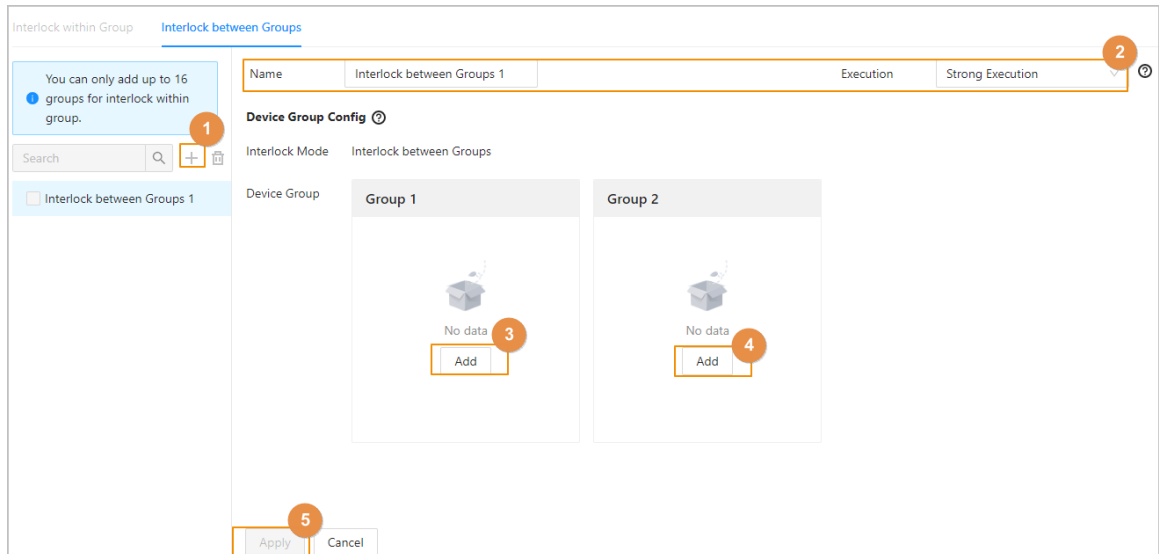 Interlock within Group
Interlock between Groups
You can only add up to 16
groups for interlock within
group.
1
Search
Interlock between Groups 1
Name
Interlock between Groups 1
Execution
Strong Execution
2
Device Group Config
Interlock Mode
Interlock between Groups
Device Group
Group 1
No data
3
Add
Group 2
No data
4
Add
5
Apply
Cancel